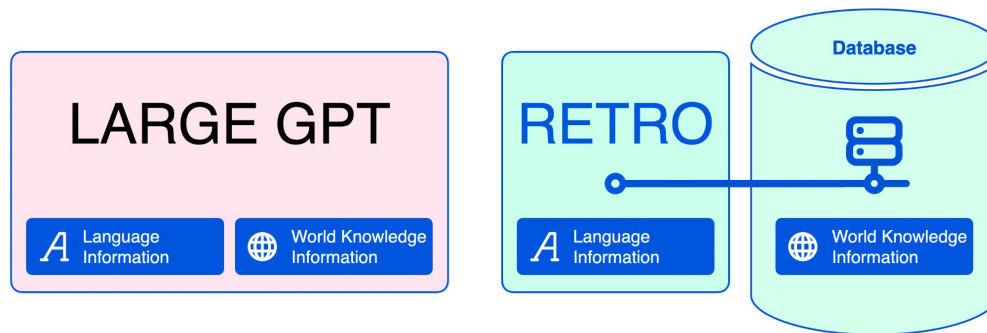 Database
LARGE GPT
RETRO
A Language
Information
World Knowledge
Information
A Language
Information
World Knowledge
Information